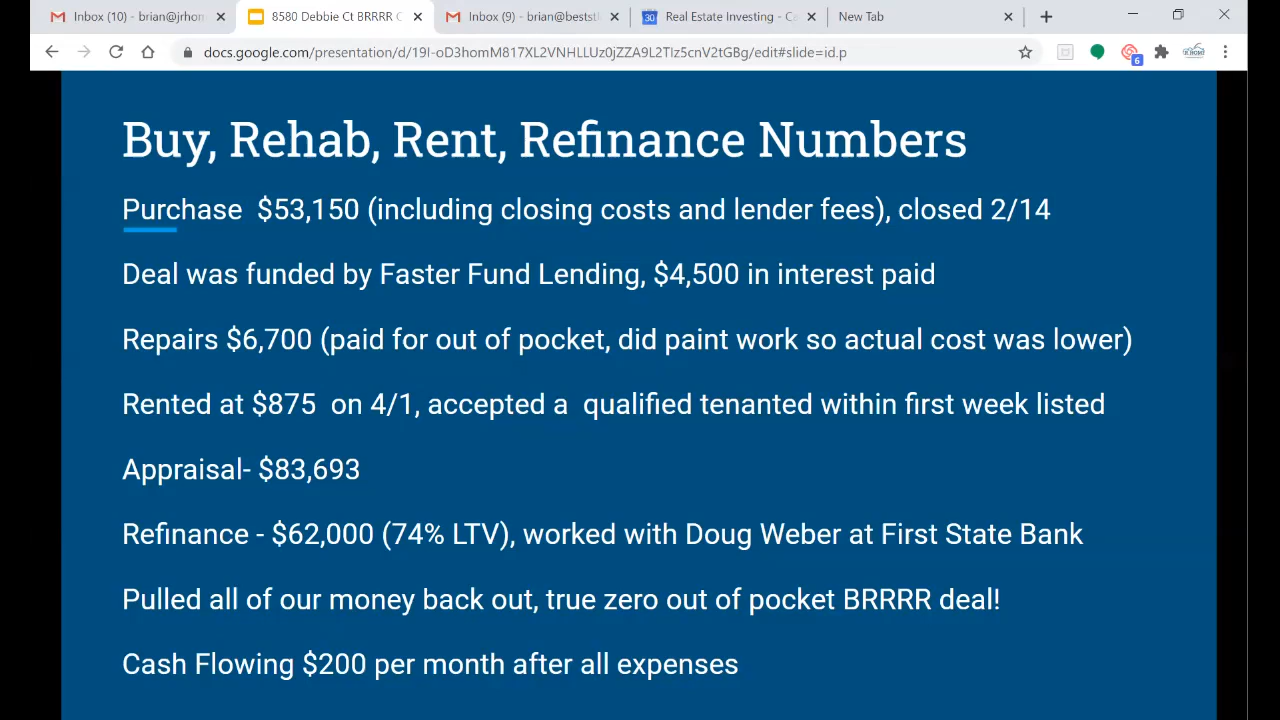 Inbox (10) - brian@jrhon
8580 Debbie Ct BRRRR C
Inbox (9) - brian@bestst
Real Estate Investing - Ca
New Tab
docs.google.com/presentation/d/19I-oD3homM817XL2VNHLLUz0jZZA9L2TIz5cnV2tGBg/edit#slide=id.p
6
Buy, Rehab, Rent, Refinance Numbers
Purchase $53,150 (including closing costs and lender fees), closed 2/14
Deal was funded by Faster Fund Lending, $4,500 in interest paid
Repairs $6,700 (paid for out of pocket, did paint work so actual cost was lower)
Rented at $875 on 4/1, accepted a qualified tenanted within first week listed
Appraisal- $83,693
Refinance - $62,000 (74% LTV), worked with Doug Weber at First State Bank
Pulled all of our money back out, true zero out of pocket BRRRR deal!
Cash Flowing $200 per month after all expenses